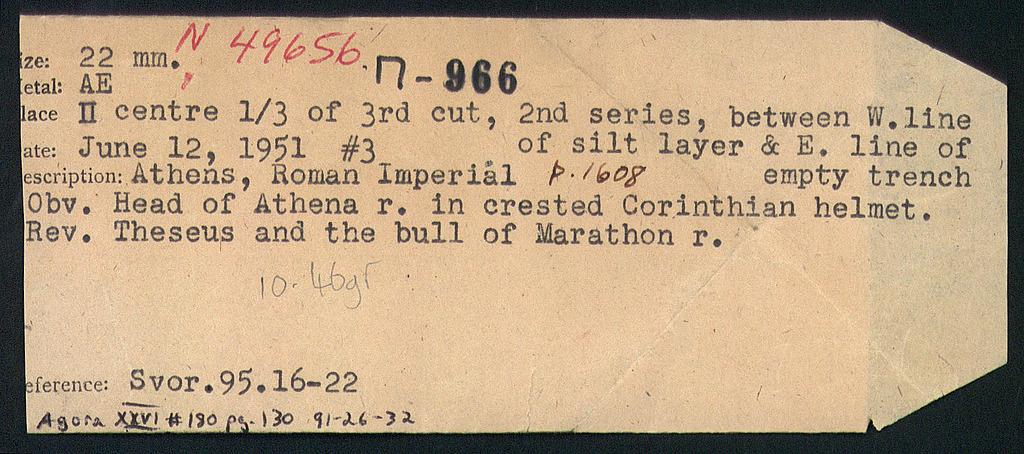 N 49656.
ize: 22 mm. Π-966
etal: AE
lace Π centre 1/3 of 3rd cut, 2nd series, between W.line
ate: June 12, 1951 #3 of silt layer & E. line of
escription: Athens, Roman Imperial p.1608 empty trench
Obv. Head of Athena r. in crested Corinthian helmet.
Rev. Theseus and the bull of Marathon r.
10.46gr
eference: Svor.95.16-22
Agora XXVI #180 pg. 130 91-26-32